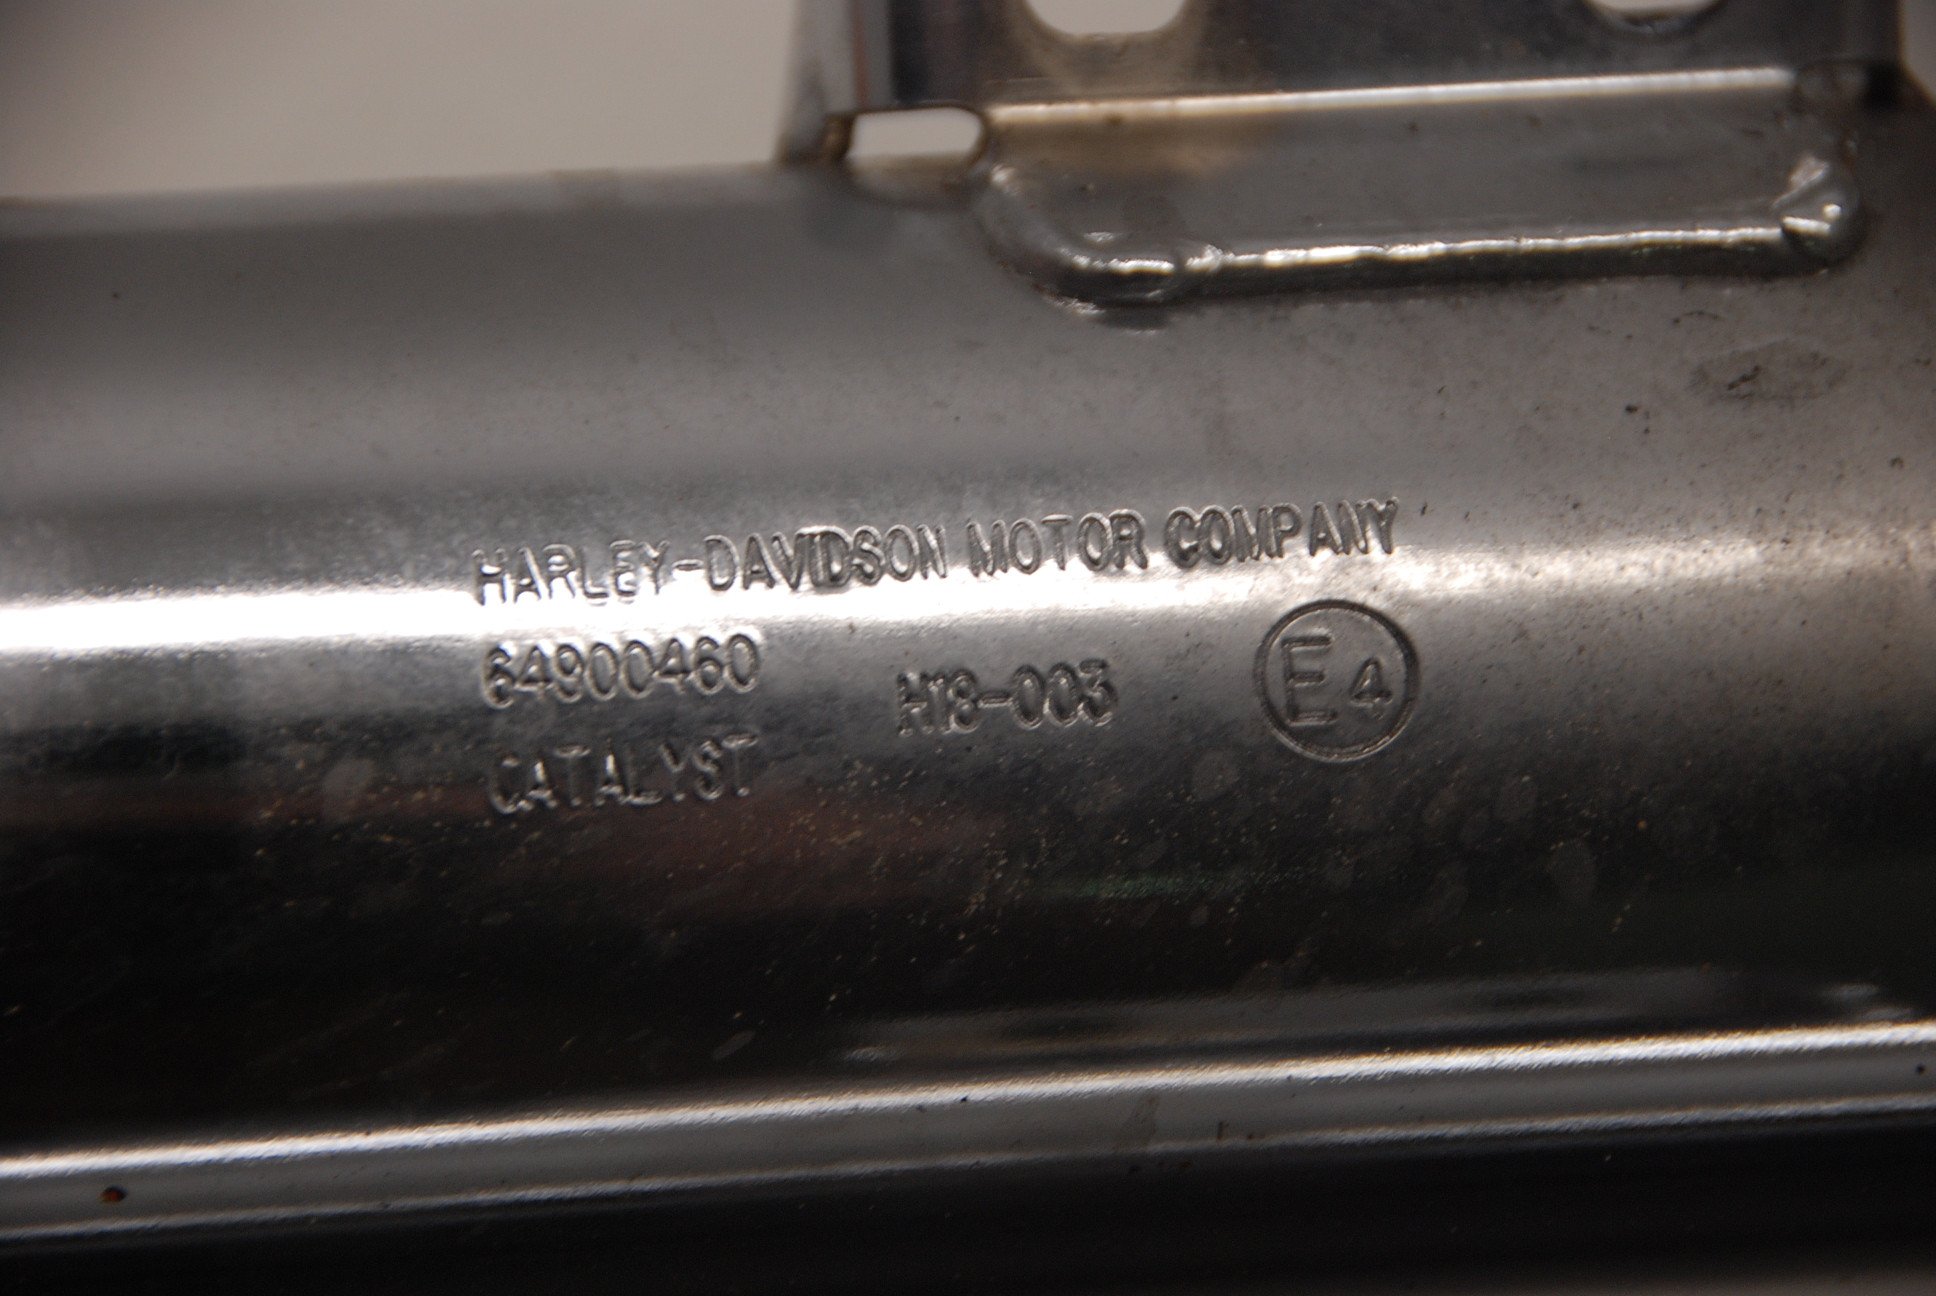 HARLEY-DAVIDSON MOTOR COMPANY
64900460 H18-003 E4
CATALYST